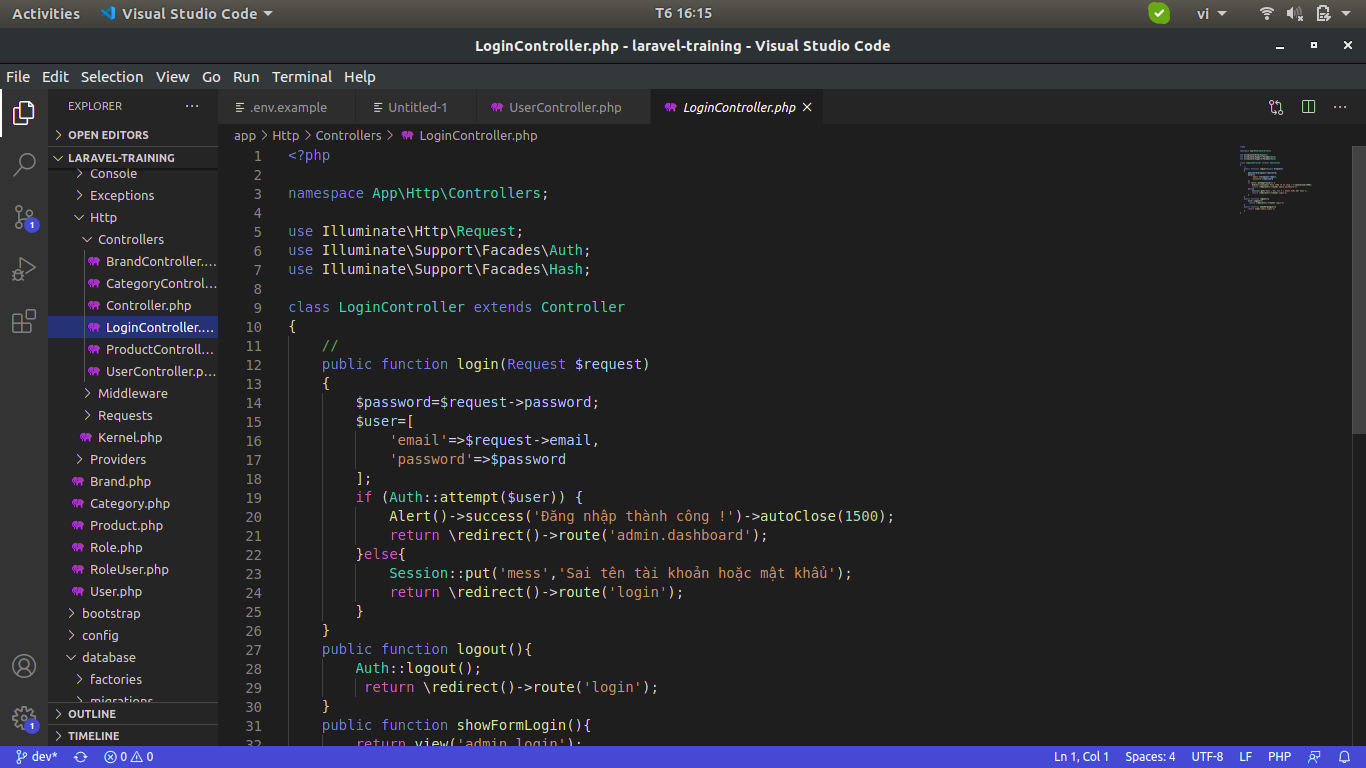 Activities Visual Studio Code T6 16:15 vi
LoginController.php - laravel-training - Visual Studio Code
File Edit Selection View Go Run Terminal Help
EXPLORER ...
OPEN EDITORS
LARAVEL-TRAINING
Console
Exceptions
Http
Controllers
BrandController....
CategoryControl...
Controller.php
LoginController....
ProductControll...
UserController.p...
Middleware
Requests
Kernel.php
Providers
Brand.php
Category.php
Product.php
Role.php
RoleUser.php
User.php
bootstrap
config
database
factories
migrations
OUTLINE
TIMELINE
1
1
.env.example Untitled-1 UserController.php LoginController.php
app > Http > Controllers > LoginController.php
1 <?php
2
3 namespace App\Http\Controllers;
4
5 use Illuminate\Http\Request;
6 use Illuminate\Support\Facades\Auth;
7 use Illuminate\Support\Facades\Hash;
8
9 class LoginController extends Controller
10 {
11 //
12 public function login(Request $request)
13 {
14 $password=$request->password;
15 $user=[
16 'email'=>$request->email,
17 'password'=>$password
18 ];
19 if (Auth::attempt($user)) {
20 Alert()->success('Đăng nhập thành công !')->autoClose(1500);
21 return \redirect()->route('admin.dashboard');
22 }else{
23 Session::put('mess','Sai tên tài khoản hoặc mật khẩu');
24 return \redirect()->route('login');
25 }
26 }
27 public function logout(){
28 Auth::logout();
29 return \redirect()->route('login');
30 }
31 public function showFormLogin(){
32 return view('admin.login');
dev* 0 0 Ln 1, Col 1 Spaces: 4 UTF-8 LF PHP